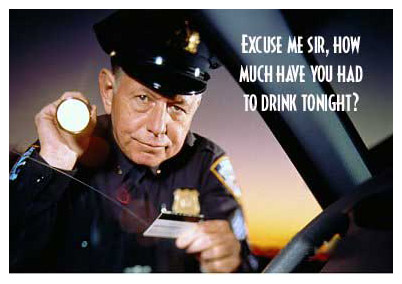 EXCUSE ME SIR, HOW
MUCH HAVE YOU HAD
TO DRINK TONIGHT?